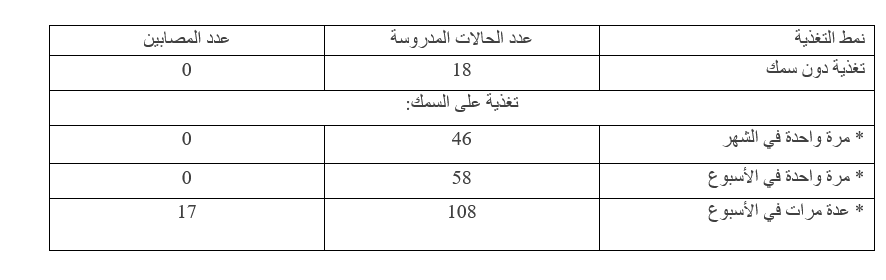 نمط التغذية عدد الحالات المدروسة عدد المصابين
تغذية دون سمك 18 0
تغذية على السمك:
* مرة واحدة في الشهر 46 0
* مرة واحدة في الأسبوع 58 0
* عدة مرات في الأسبوع 108 17